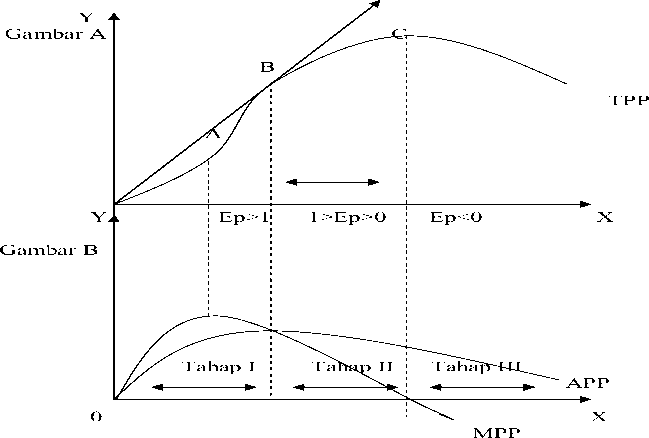 Y
Gambar A
C
B
TPP
A
Y
Ep>1
1>Ep>0
Ep<0
X
Gambar B
Tahap I
Tahap II
Tahap III
APP
0
X
MPP